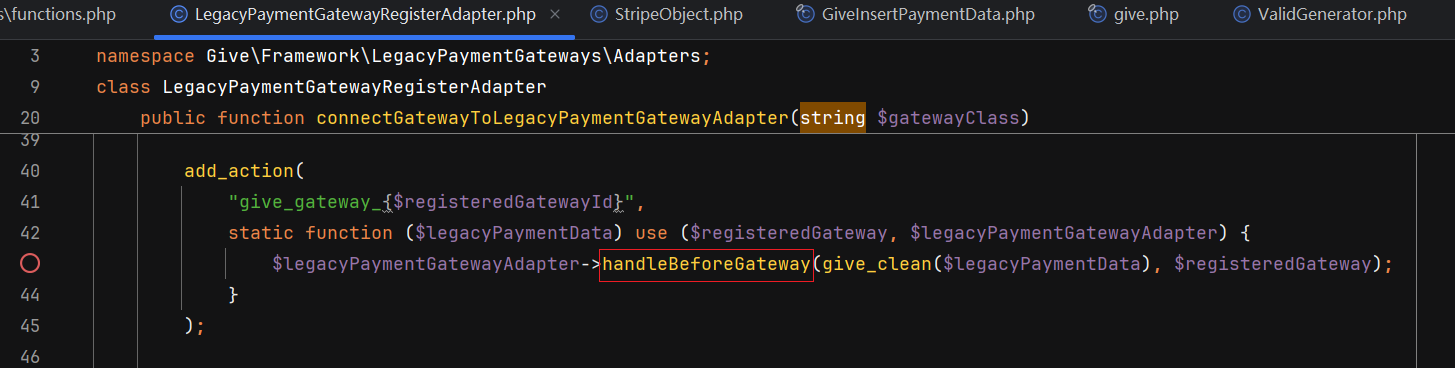 s\functions.php LegacyPaymentGatewayRegisterAdapter.php × StripeObject.php GiveInsertPaymentData.php give.php ValidGenerator.php
3 namespace Give\Framework\LegacyPaymentGateways\Adapters;
9 class LegacyPaymentGatewayRegisterAdapter
20 public function connectGatewayToLegacyPaymentGatewayAdapter(string $gatewayClass)
39
40 add_action(
41 "give_gateway_{$registeredGatewayId}",
42 static function ($legacyPaymentData) use ($registeredGateway, $legacyPaymentGatewayAdapter) {
$legacyPaymentGatewayAdapter->handleBeforeGateway(give_clean($legacyPaymentData), $registeredGateway);
44 }
45 );
46